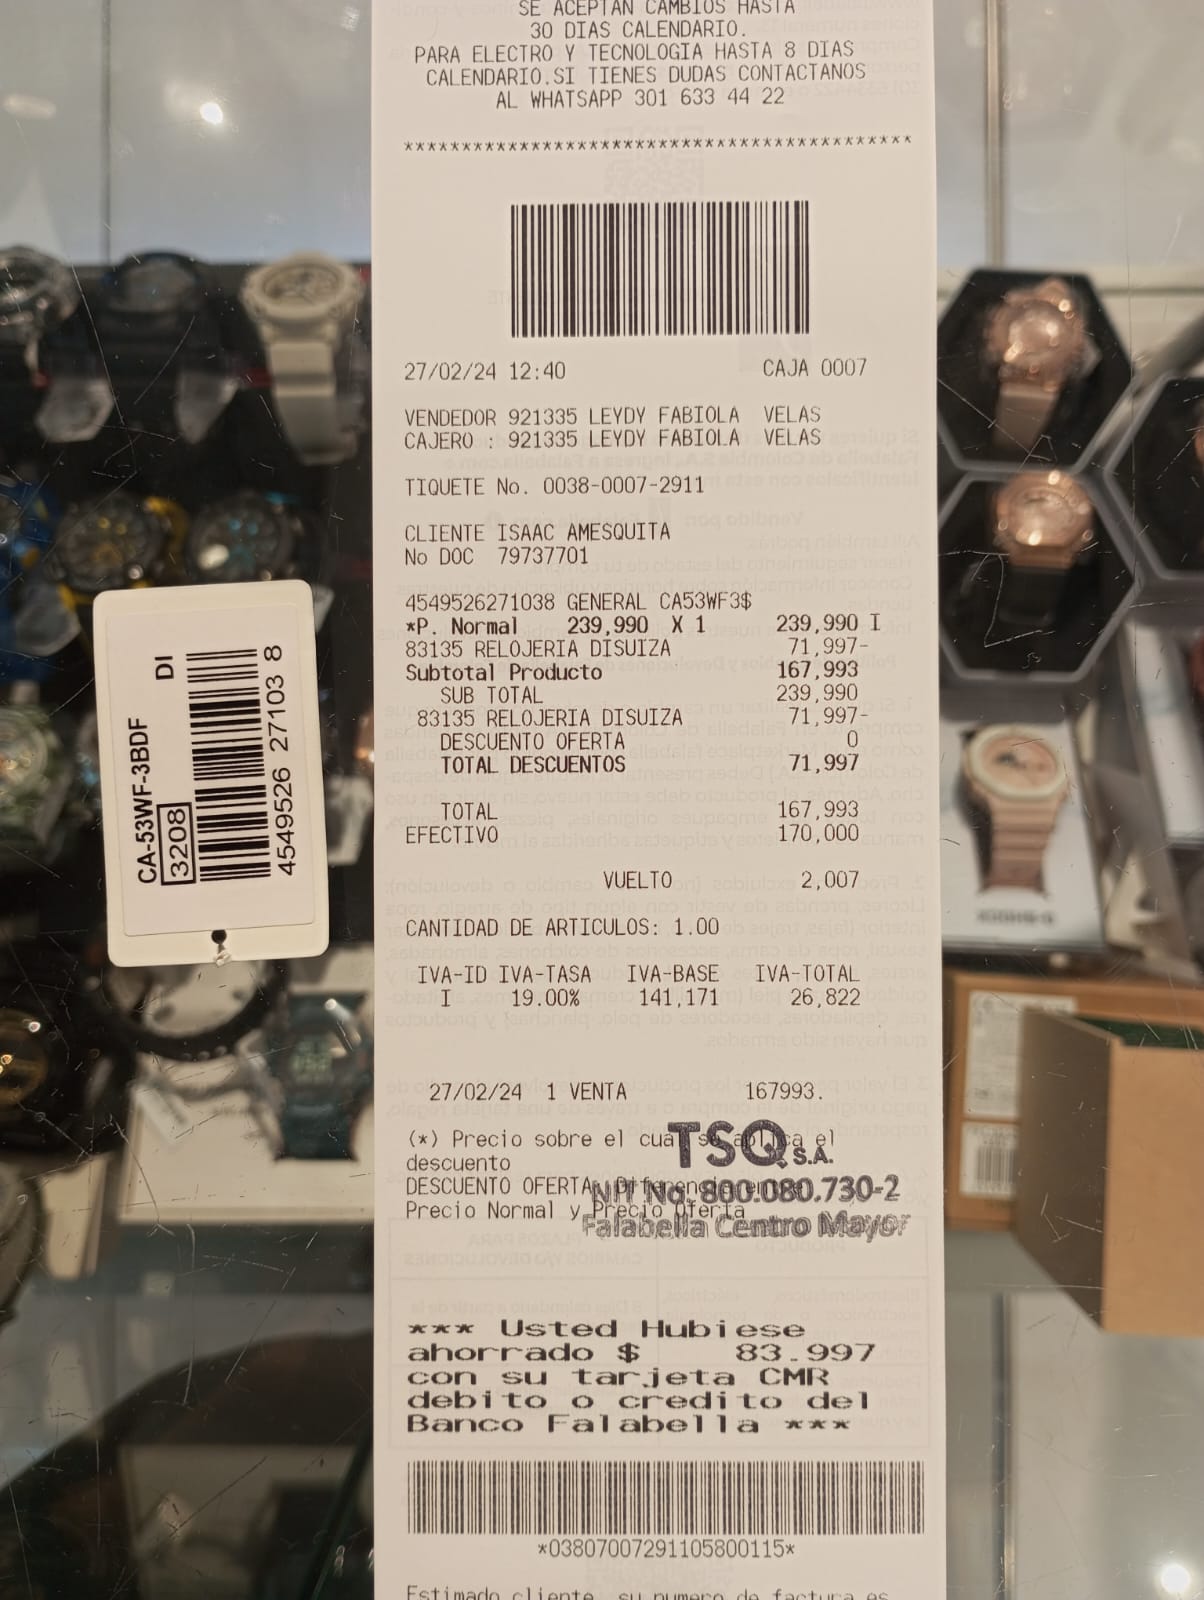 SE ACEPTAN CAMBIOS HASTA
30 DIAS CALENDARIO.
PARA ELECTRO Y TECNOLOGIA HASTA 8 DIAS
CALENDARIO.SI TIENES DUDAS CONTACTANOS
AL WHATSAPP 301 633 44 22
******************************************
27/02/24 12:40 CAJA 0007
VENDEDOR 921335 LEYDY FABIOLA VELAS
CAJERO : 921335 LEYDY FABIOLA VELAS
TIQUETE No. 0038-0007-2911
CLIENTE ISAAC AMESQUITA
No DOC 79737701
4549526271038 GENERAL CA53WF3$
*P. Normal 239,990 X 1 239,990 I
83135 RELOJERIA DISUIZA 71,997-
Subtotal Producto 167,993
SUB TOTAL 239,990
83135 RELOJERIA DISUIZA 71,997-
DESCUENTO OFERTA 0
TOTAL DESCUENTOS 71,997
TOTAL 167,993
EFECTIVO 170,000
VUELTO 2,007
CANTIDAD DE ARTICULOS: 1.00
IVA-ID IVA-TASA IVA-BASE IVA-TOTAL
I 19.00% 141,171 26,822
27/02/24 1 VENTA 167993.
(*) Precio sobre el cual se aplica el
descuento
DESCUENTO OFERTA: Diferencia entre
Precio Normal y Precio Oferta
TSQ S.A.
NIT No. 800.080.730-2
Falabella Centro Mayor
*** Usted Hubiese
ahorrado $ 83.997
con su tarjeta CMR
debito o credito del
Banco Falabella ***
*03807007291105800115*
Estimado cliente, su numero de factura es
CA-53WF-3BDF DI
3208
4549526 27103 8